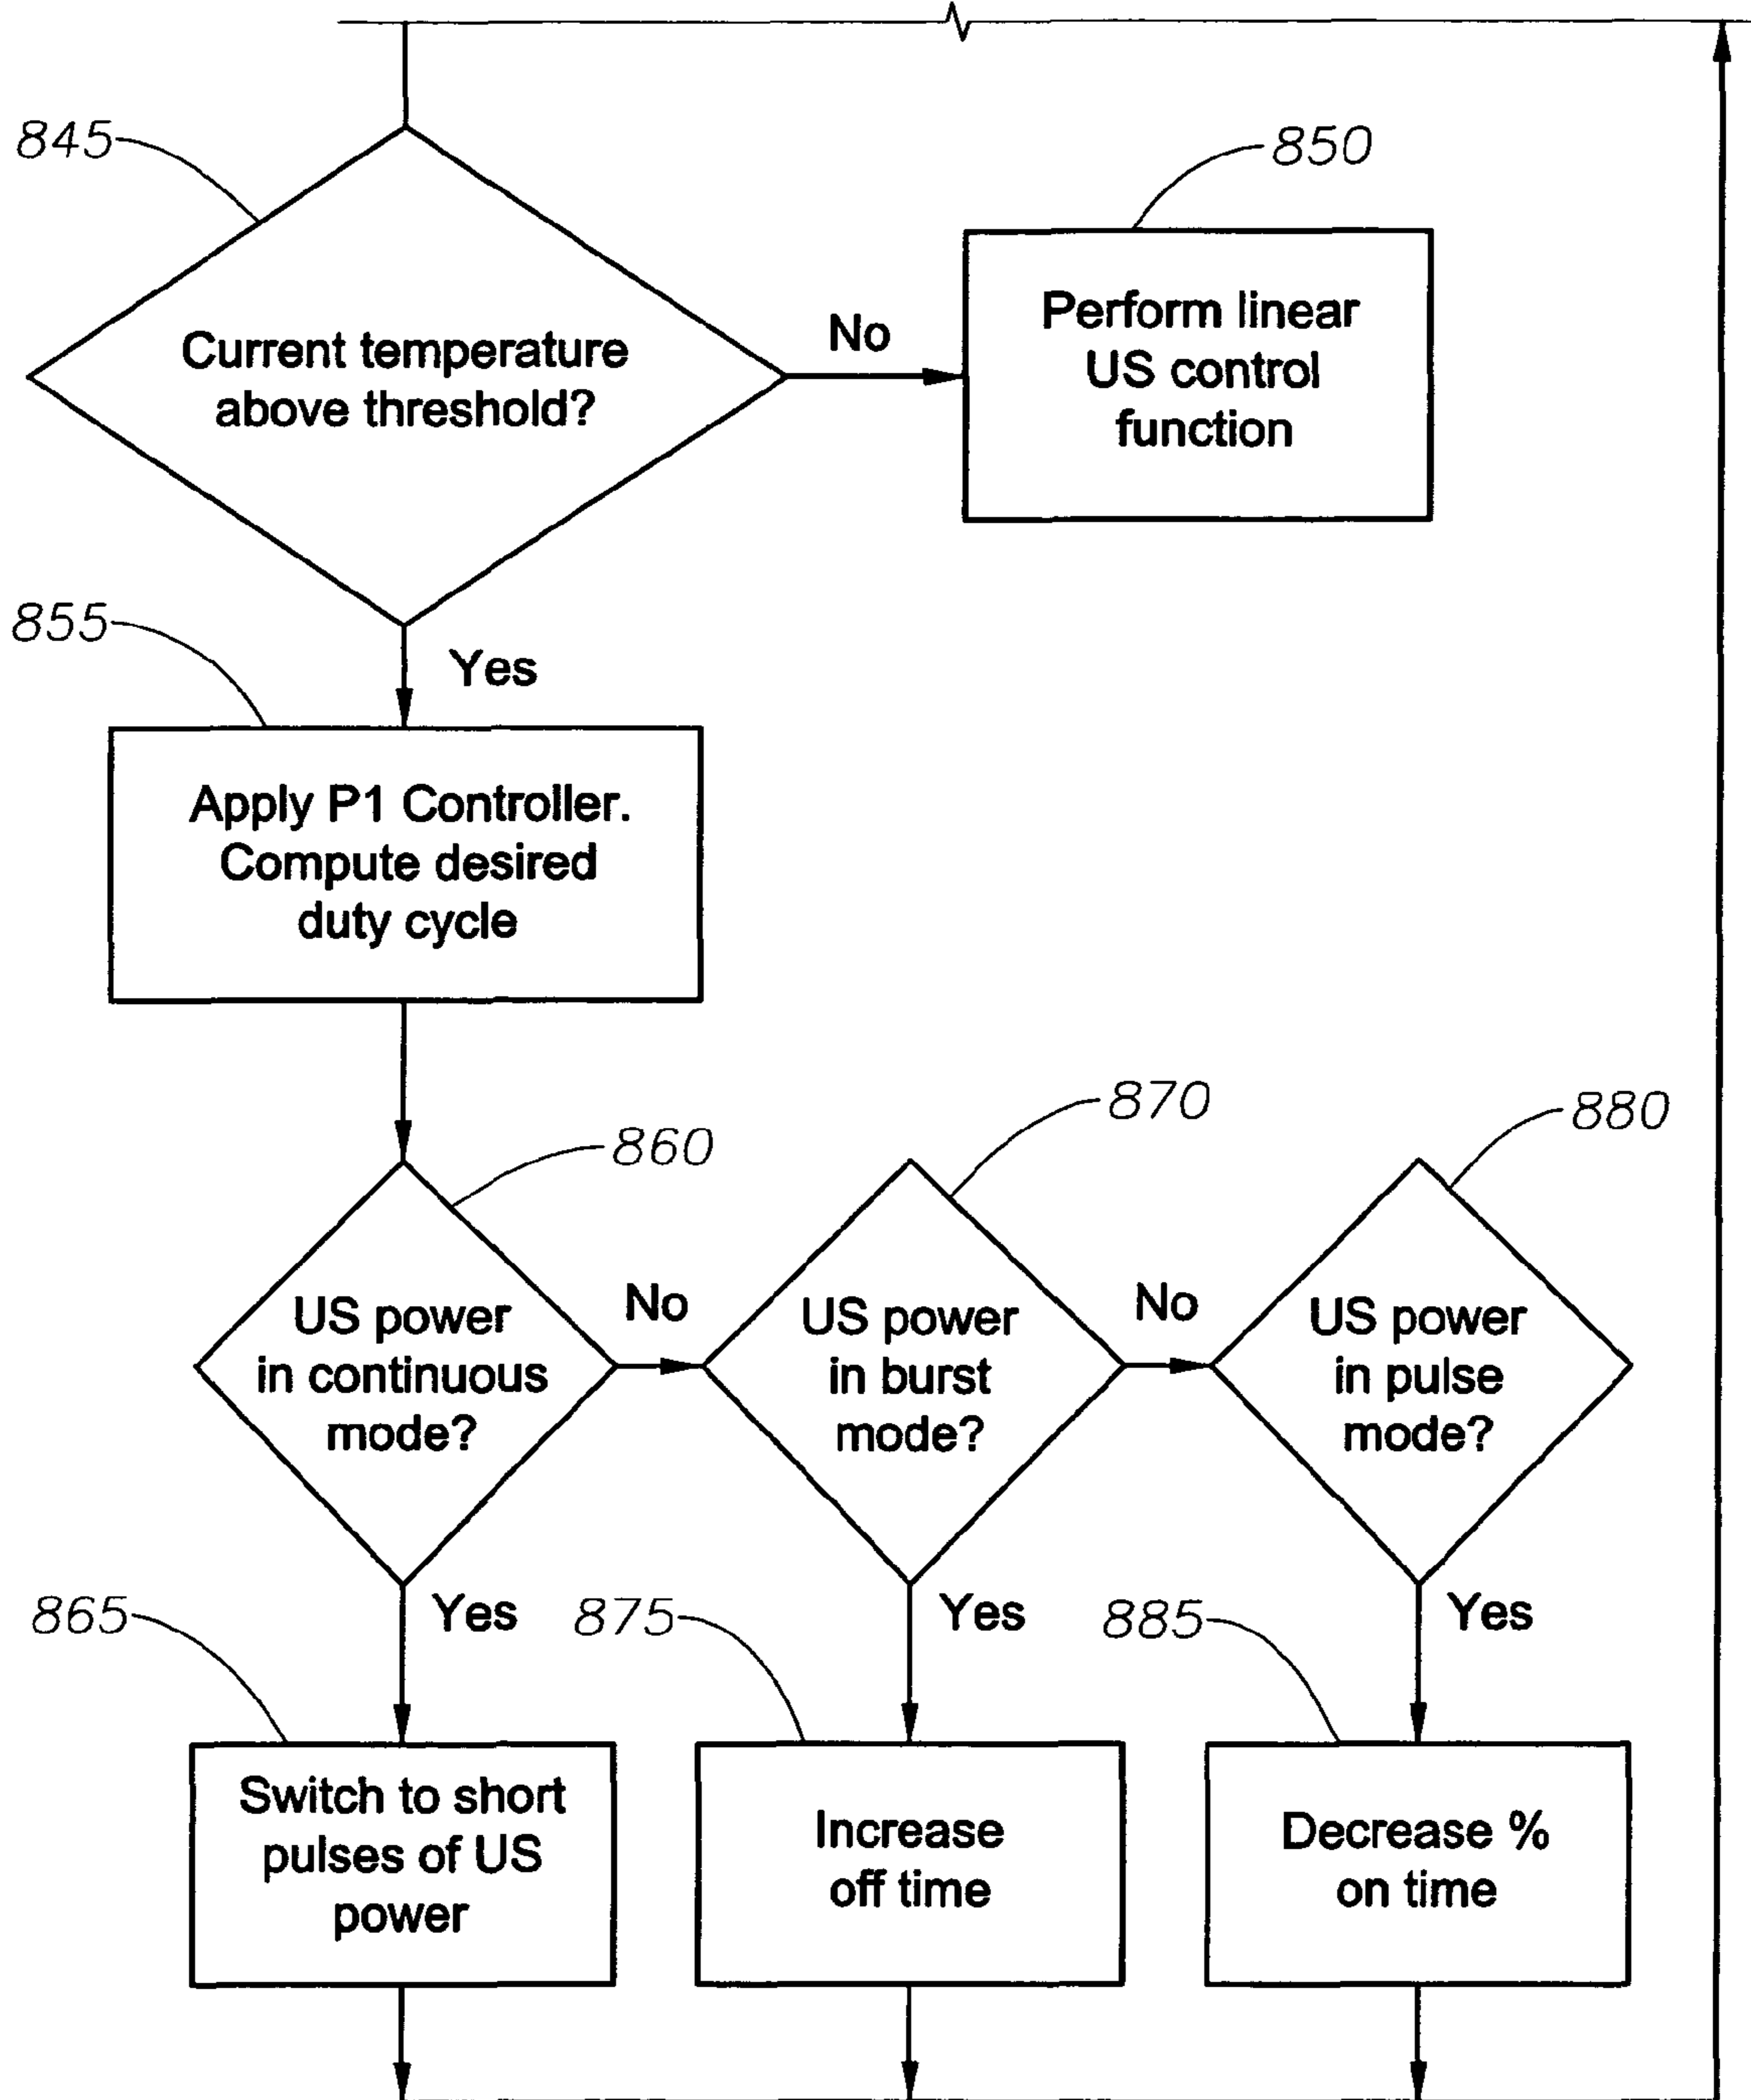 845
850
Current temperature
above threshold?
No
Perform linear
US control
function
855
Yes
Apply P1 Controller.
Compute desired
duty cycle
860
870
880
US power
in continuous
mode?
No
US power
in burst
mode?
No
US power
in pulse
mode?
865
Yes
875
Yes
885
Yes
Switch to short
pulses of US
power
Increase
off time
Decrease %
on time